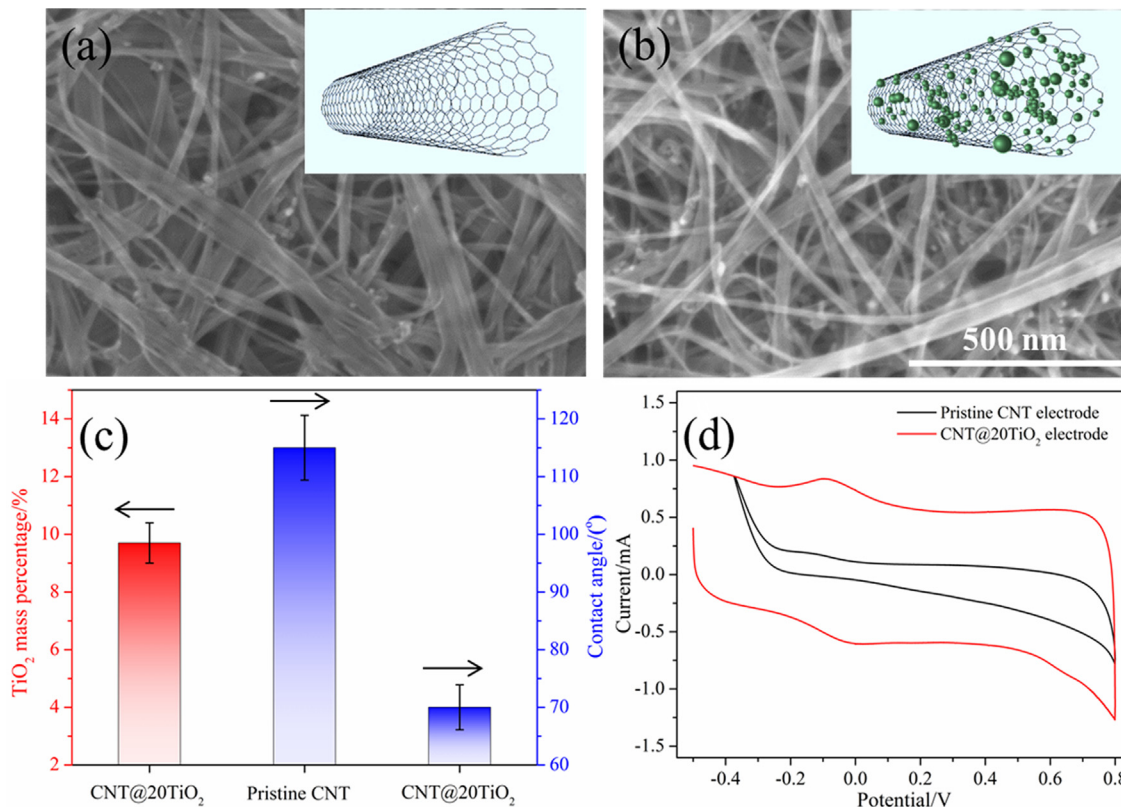 (a)
(b)
500 nm
(c)
TiO₂ mass percentage/%
14
12
10
8
6
4
2
Contact angle/(°)
120
110
100
90
80
70
60
CNT@20TiO₂
Pristine CNT
CNT@20TiO₂
(d)
Pristine CNT electrode
CNT@20TiO₂ electrode
Current/mA
1.5
1.0
0.5
0.0
-0.5
-1.0
-1.5
-0.4
-0.2
0.0
0.2
0.4
0.6
0.8
Potential/V